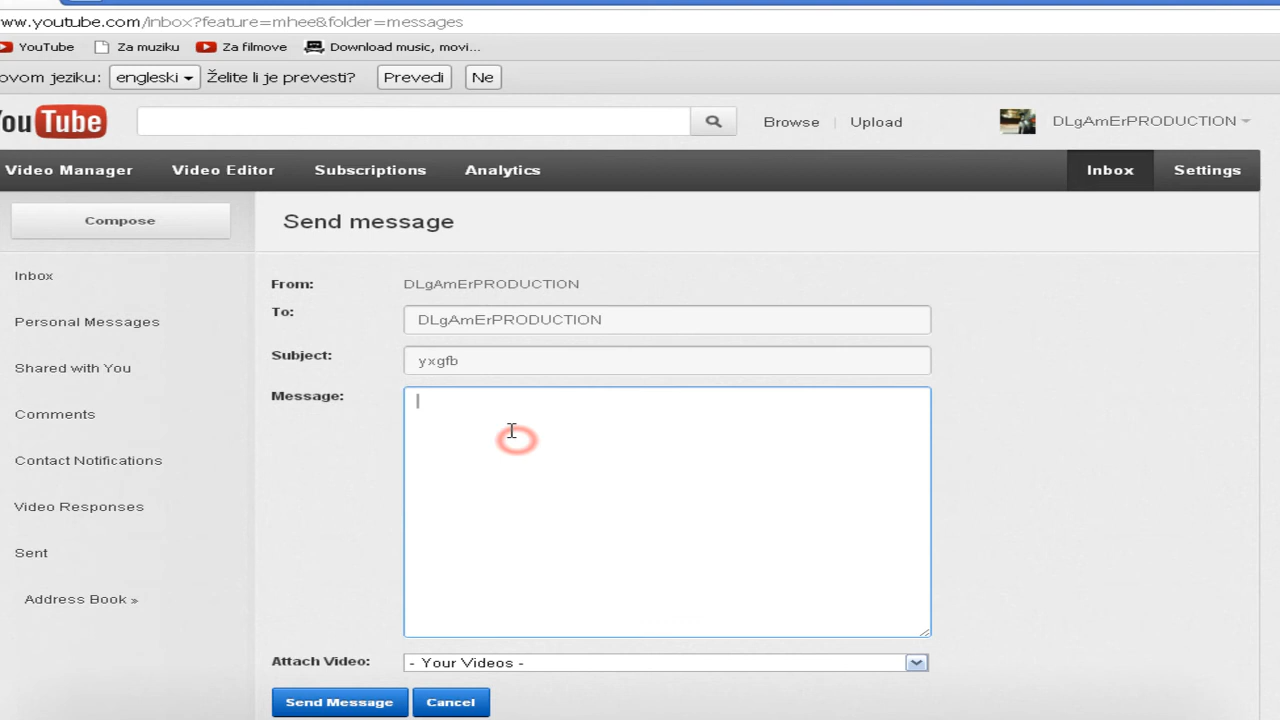 ww.youtube.com/inbox?feature=mhee&folder=messages
YouTube Za muziku Za filmove Download music, movi...
ovom jeziku: engleski Želite li je prevesti? Prevedi Ne
ouTube Browse Upload DLgAmErPRODUCTION
Video Manager Video Editor Subscriptions Analytics Inbox Settings
Compose
Send message
Inbox
From: DLgAmErPRODUCTION
To: DLgAmErPRODUCTION
Personal Messages
Subject: yxgfb
Shared with You
Message:
Comments
Contact Notifications
Video Responses
Sent
Address Book »
Attach Video: - Your Videos -
Send Message Cancel